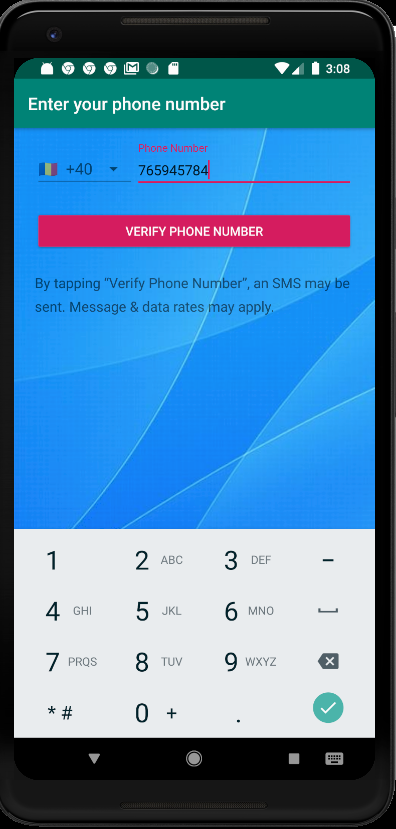 3:08
Enter your phone number
Phone Number
+40 765945784
VERIFY PHONE NUMBER
By tapping “Verify Phone Number”, an SMS may be
sent. Message & data rates may apply.
1 2 ABC 3 DEF -
4 GHI 5 JKL 6 MNO
7 PRQS 8 TUV 9 WXYZ
* # 0 + .